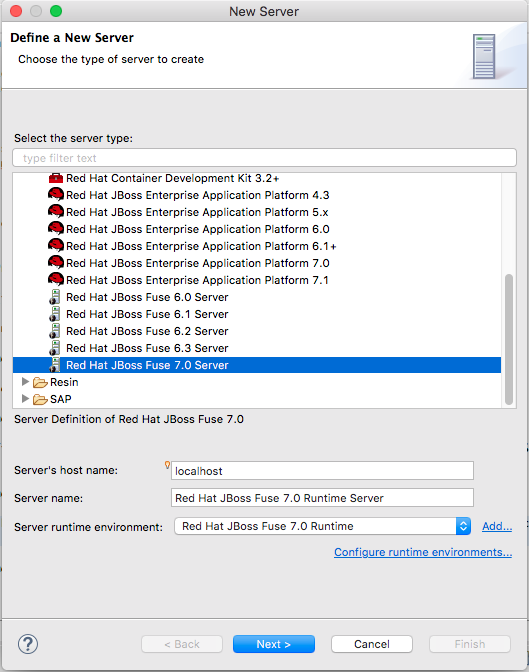 New Server
Define a New Server
Choose the type of server to create
Select the server type:
type filter text
Red Hat Container Development Kit 3.2+
Red Hat JBoss Enterprise Application Platform 4.3
Red Hat JBoss Enterprise Application Platform 5.x
Red Hat JBoss Enterprise Application Platform 6.0
Red Hat JBoss Enterprise Application Platform 6.1+
Red Hat JBoss Enterprise Application Platform 7.0
Red Hat JBoss Enterprise Application Platform 7.1
Red Hat JBoss Fuse 6.0 Server
Red Hat JBoss Fuse 6.1 Server
Red Hat JBoss Fuse 6.2 Server
Red Hat JBoss Fuse 6.3 Server
Red Hat JBoss Fuse 7.0 Server
Resin
SAP
Server Definition of Red Hat JBoss Fuse 7.0
Server's host name: localhost
Server name: Red Hat JBoss Fuse 7.0 Runtime Server
Server runtime environment: Red Hat JBoss Fuse 7.0 Runtime Add...
Configure runtime environments...
? < Back Next > Cancel Finish